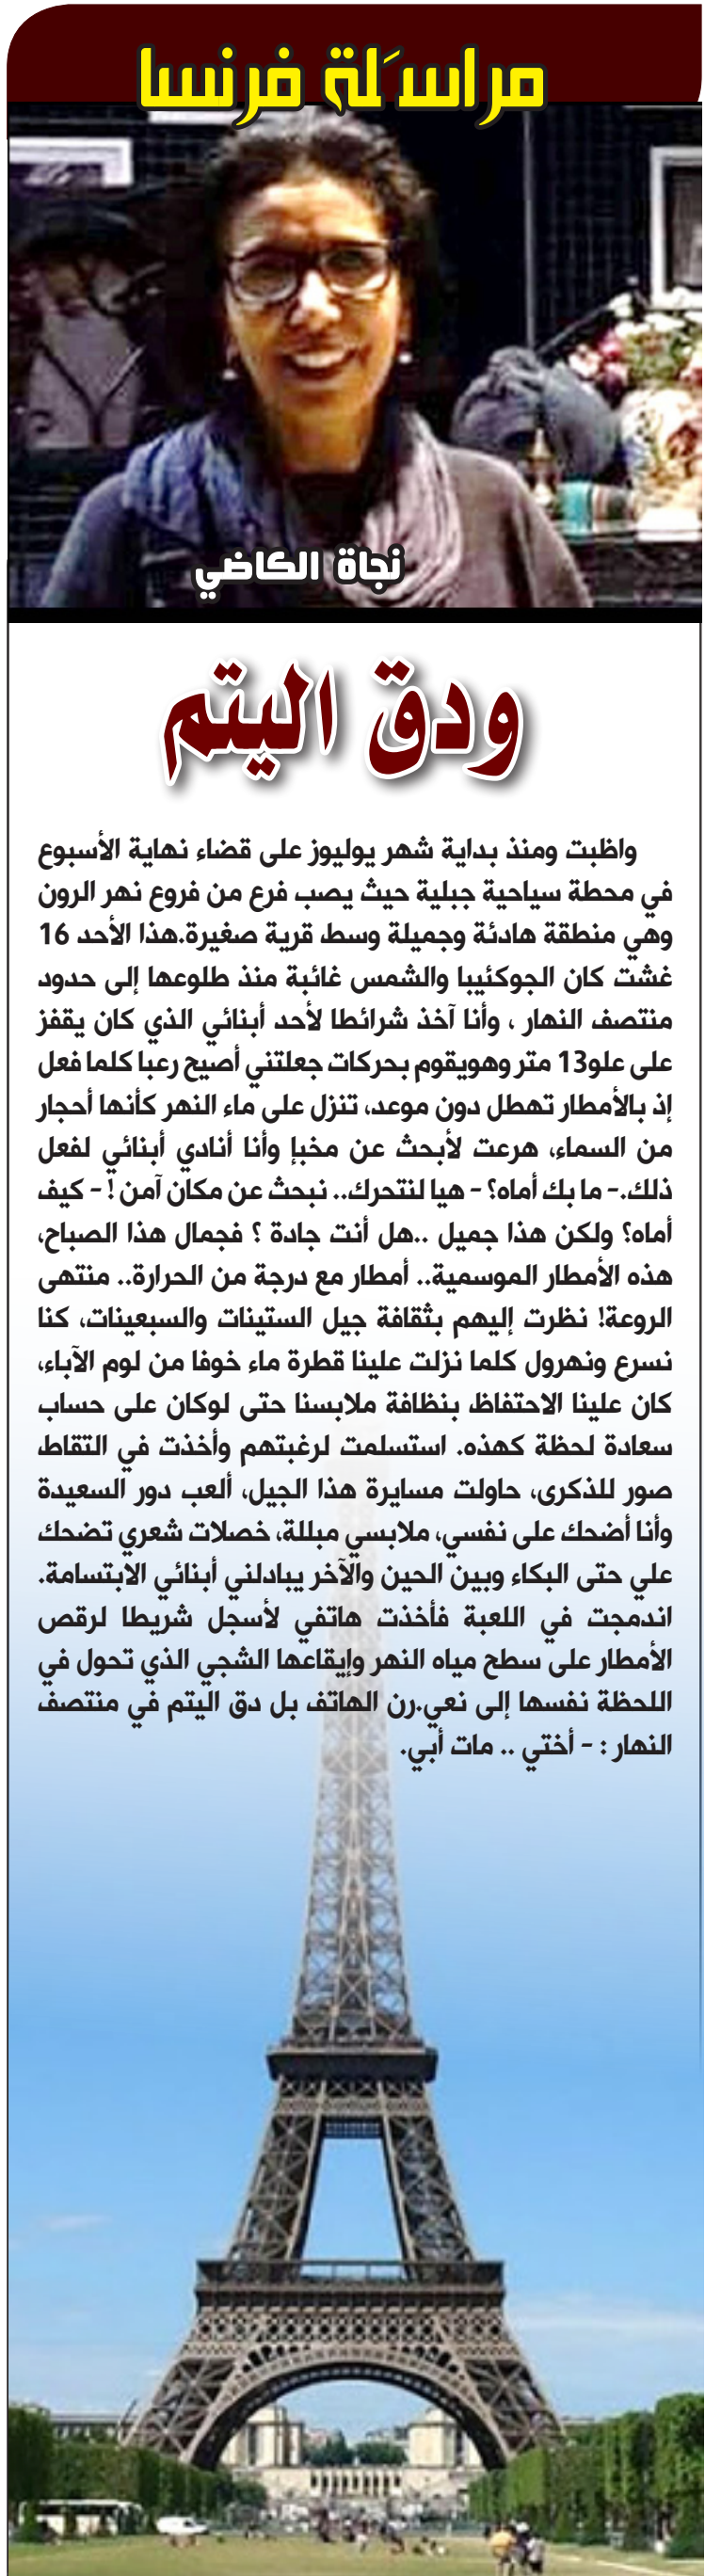 مراسَلة فرنسا
نجاة الكاضي
ودق اليتم
واظبت ومنذ بداية شهر يوليوز على قضاء نهاية الأسبوع
في محطة سياحية جبلية حيث يصب فرع من فروع نهر الرون
وهي منطقة هادئة وجميلة وسط قرية صغيرة.هذا الأحد 16
غشت كان الجوكئيبا والشمس غائبة منذ طلوعها إلى حدود
منتصف النهار ، وأنا آخذ شرائطا لأحد أبنائي الذي كان يقفز
على علو13 متر وهويقوم بحركات جعلتني أصيح رعبا كلما فعل
إذ بالأمطار تهطل دون موعد، تنزل على ماء النهر كأنها أحجار
من السماء، هرعت لأبحث عن مخبإ وأنا أنادي أبنائي لفعل
ذلك.- ما بك أماه؟ - هيا لنتحرك.. نبحث عن مكان آمن ! - كيف
أماه؟ ولكن هذا جميل ..هل أنت جادة ؟ فجمال هذا الصباح،
هذه الأمطار الموسمية.. أمطار مع درجة من الحرارة.. منتهى
الروعة! نظرت إليهم بثقافة جيل الستينات والسبعينات، كنا
نسرع ونهرول كلما نزلت علينا قطرة ماء خوفا من لوم الآباء،
كان علينا الاحتفاظ بنظافة ملابسنا حتى لوكان على حساب
سعادة لحظة كهذه. استسلمت لرغبتهم وأخذت في التقاط
صور للذكرى، حاولت مسايرة هذا الجيل، ألعب دور السعيدة
وأنا أضحك على نفسي، ملابسي مبللة، خصلات شعري تضحك
علي حتى البكاء وبين الحين والآخر يبادلني أبنائي الابتسامة.
اندمجت في اللعبة فأخذت هاتفي لأسجل شريطا لرقص
الأمطار على سطح مياه النهر وإيقاعها الشجي الذي تحول في
اللحظة نفسها إلى نعي.رن الهاتف بل دق اليتم في منتصف
النهار : - أختي .. مات أبي.